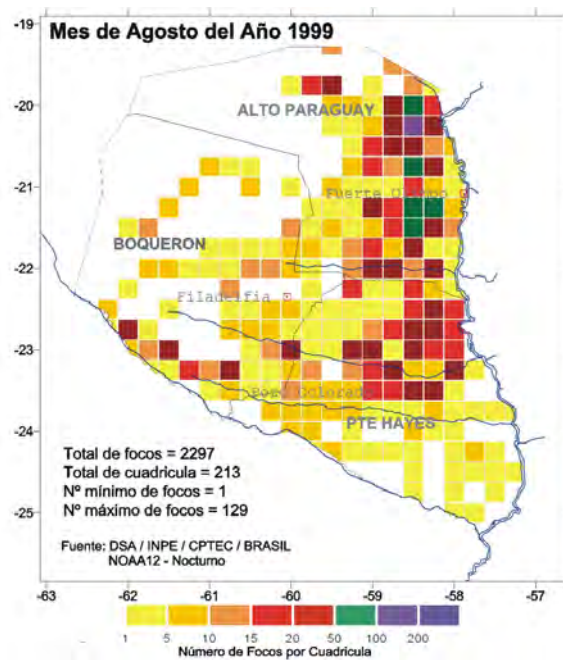 Mes de Agosto del Año 1999
-19
-20
-21
-22
-23
-24
-25
ALTO PARAGUAY
Fuerte Olimpo
BOQUERON
Filadelfia
Pozo Colorado
PTE HAYES
Total de focos = 2297
Total de cuadricula = 213
Nº mínimo de focos = 1
Nº máximo de focos = 129
Fuente: DSA / INPE / CPTEC / BRASIL
NOAA12 - Nocturno
-63 -62 -61 -60 -59 -58 -57
1 5 10 15 20 50 100 200
Número de Focos por Cuadricula